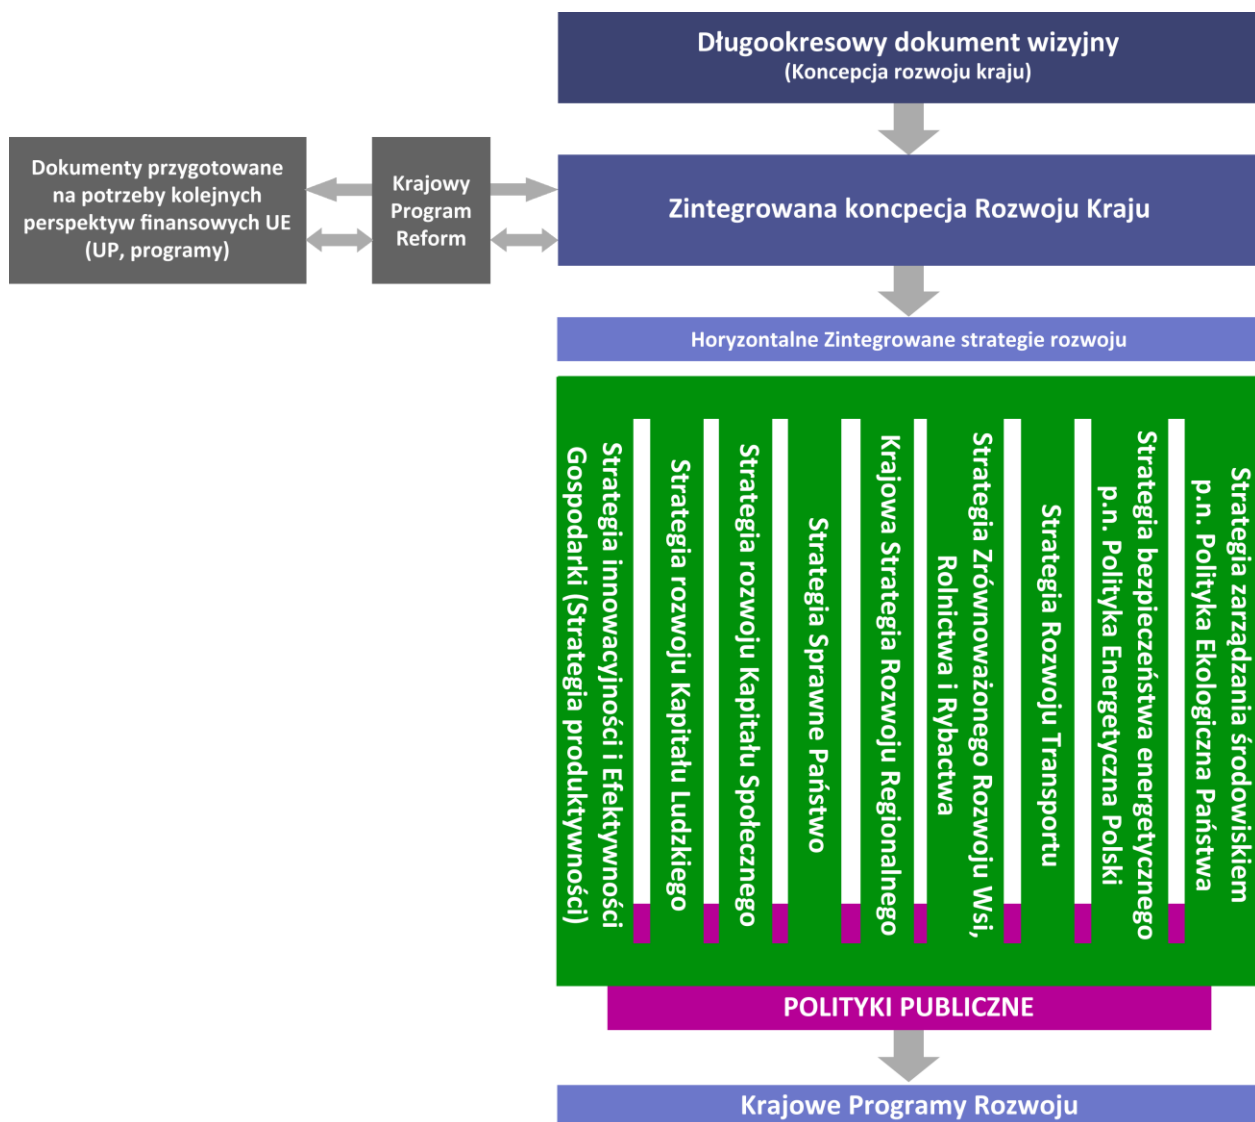 Długookresowy dokument wizyjny
(Koncepcja rozwoju kraju)
Dokumenty przygotowane
na potrzeby kolejnych
perspektyw finansowych UE
(UP, programy)
Krajowy
Program
Reform
Zintegrowana koncpecja Rozwoju Kraju
Horyzontalne Zintegrowane strategie rozwoju
Strategia innowacyjności i Efektywności
Gospodarki (Strategia produktywności)
Strategia rozwoju Kapitału Ludzkiego
Strategia rozwoju Kapitału Społecznego
Strategia Sprawne Państwo
Krajowa Strategia Rozwoju Regionalnego
Strategia Zrównoważonego Rozwoju Wsi,
Rolnictwa i Rybactwa
Strategia Rozwoju Transportu
Strategia bezpieczeństwa energetycznego
p.n. Polityka Energetyczna Polski
Strategia zarządzania środowiskiem
p.n. Polityka Ekologiczna Państwa
POLITYKI PUBLICZNE
Krajowe Programy Rozwoju